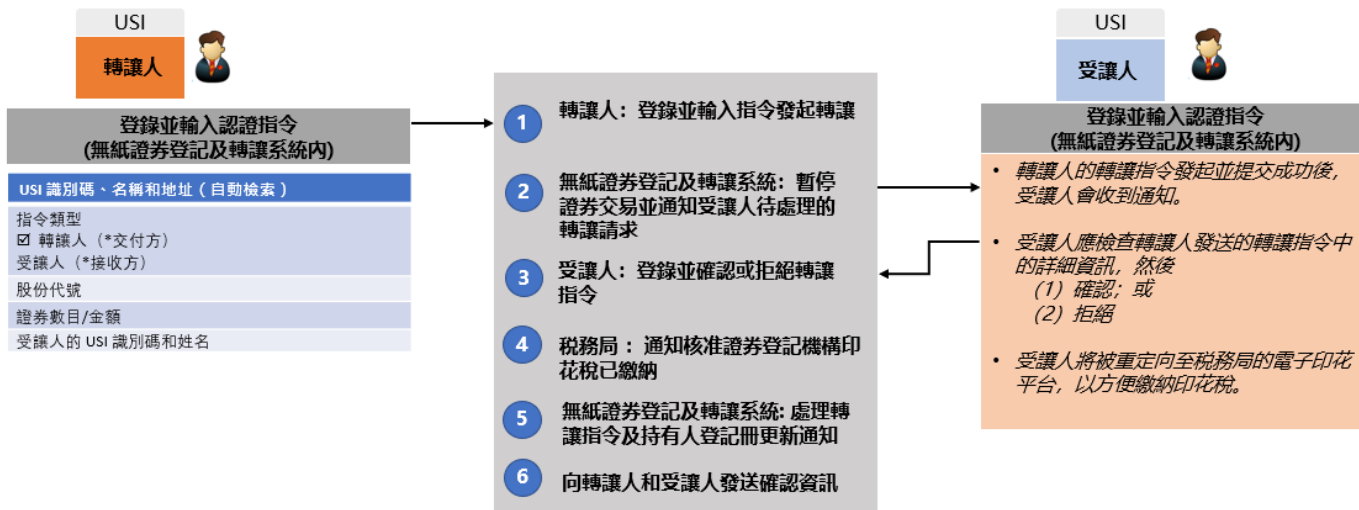 USI
轉讓人
登錄並輸入認證指令
(無紙證券登記及轉讓系統內)
USI 識別碼、名稱和地址（自動檢索）
指令類型
☑ 轉讓人（*交付方）
受讓人（*接收方）
股份代號
證券數目/金額
受讓人的 USI 識別碼和姓名
1
轉讓人：登錄並輸入指令發起轉讓
2
無紙證券登記及轉讓系統：暫停
證券交易並通知受讓人待處理的
轉讓請求
3
受讓人：登錄並確認或拒絕轉讓
指令
4
税務局 ：通知核准證券登記機構印
花稅已繳納
5
無紙證券登記及轉讓系統: 處理轉
讓指令及持有人登記冊更新通知
6
向轉讓人和受讓人發送確認資訊
USI
受讓人
登錄並輸入認證指令
(無紙證券登記及轉讓系統內)
• 轉讓人的轉讓指令發起並提交成功後，
受讓人會收到通知。
• 受讓人應檢查轉讓人發送的轉讓指令中
的詳細資訊，然後
（1）確認；或
（2）拒絕
• 受讓人將被重定向至税務局的電子印花
平台，以方便繳納印花稅。